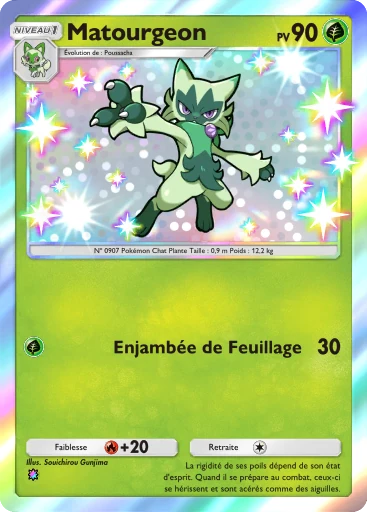 NIVEAU 1
Matourgeon
PV 90
Évolution de : Poussacha
N° 0907 Pokémon Chat Plante Taille : 0,9 m Poids : 12.2 kg
Enjambée de Feuillage 30
Faiblesse +20
Retraite
Illus. Souichirou Gunjima
La rigidité de ses poils dépend de son état
d'esprit. Quand il se prépare au combat, ceux-ci
se hérissent et sont acérés comme des aiguilles.